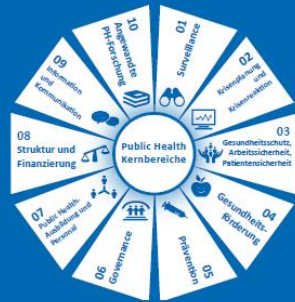 Public Health
Kernbereiche
01
Surveillance
02
Krisenplanung
und
Krisenreaktion
03
Gesundheitsschutz,
Arbeitssicherheit,
Patientensicherheit
04
Gesundheits-
förderung
05
Prävention
06
Governance
07
Public Health-
Ausbildung und
Personal
08
Struktur und
Finanzierung
09
Information
und
Kommunikation
10
Angewandte
PH-Forschung